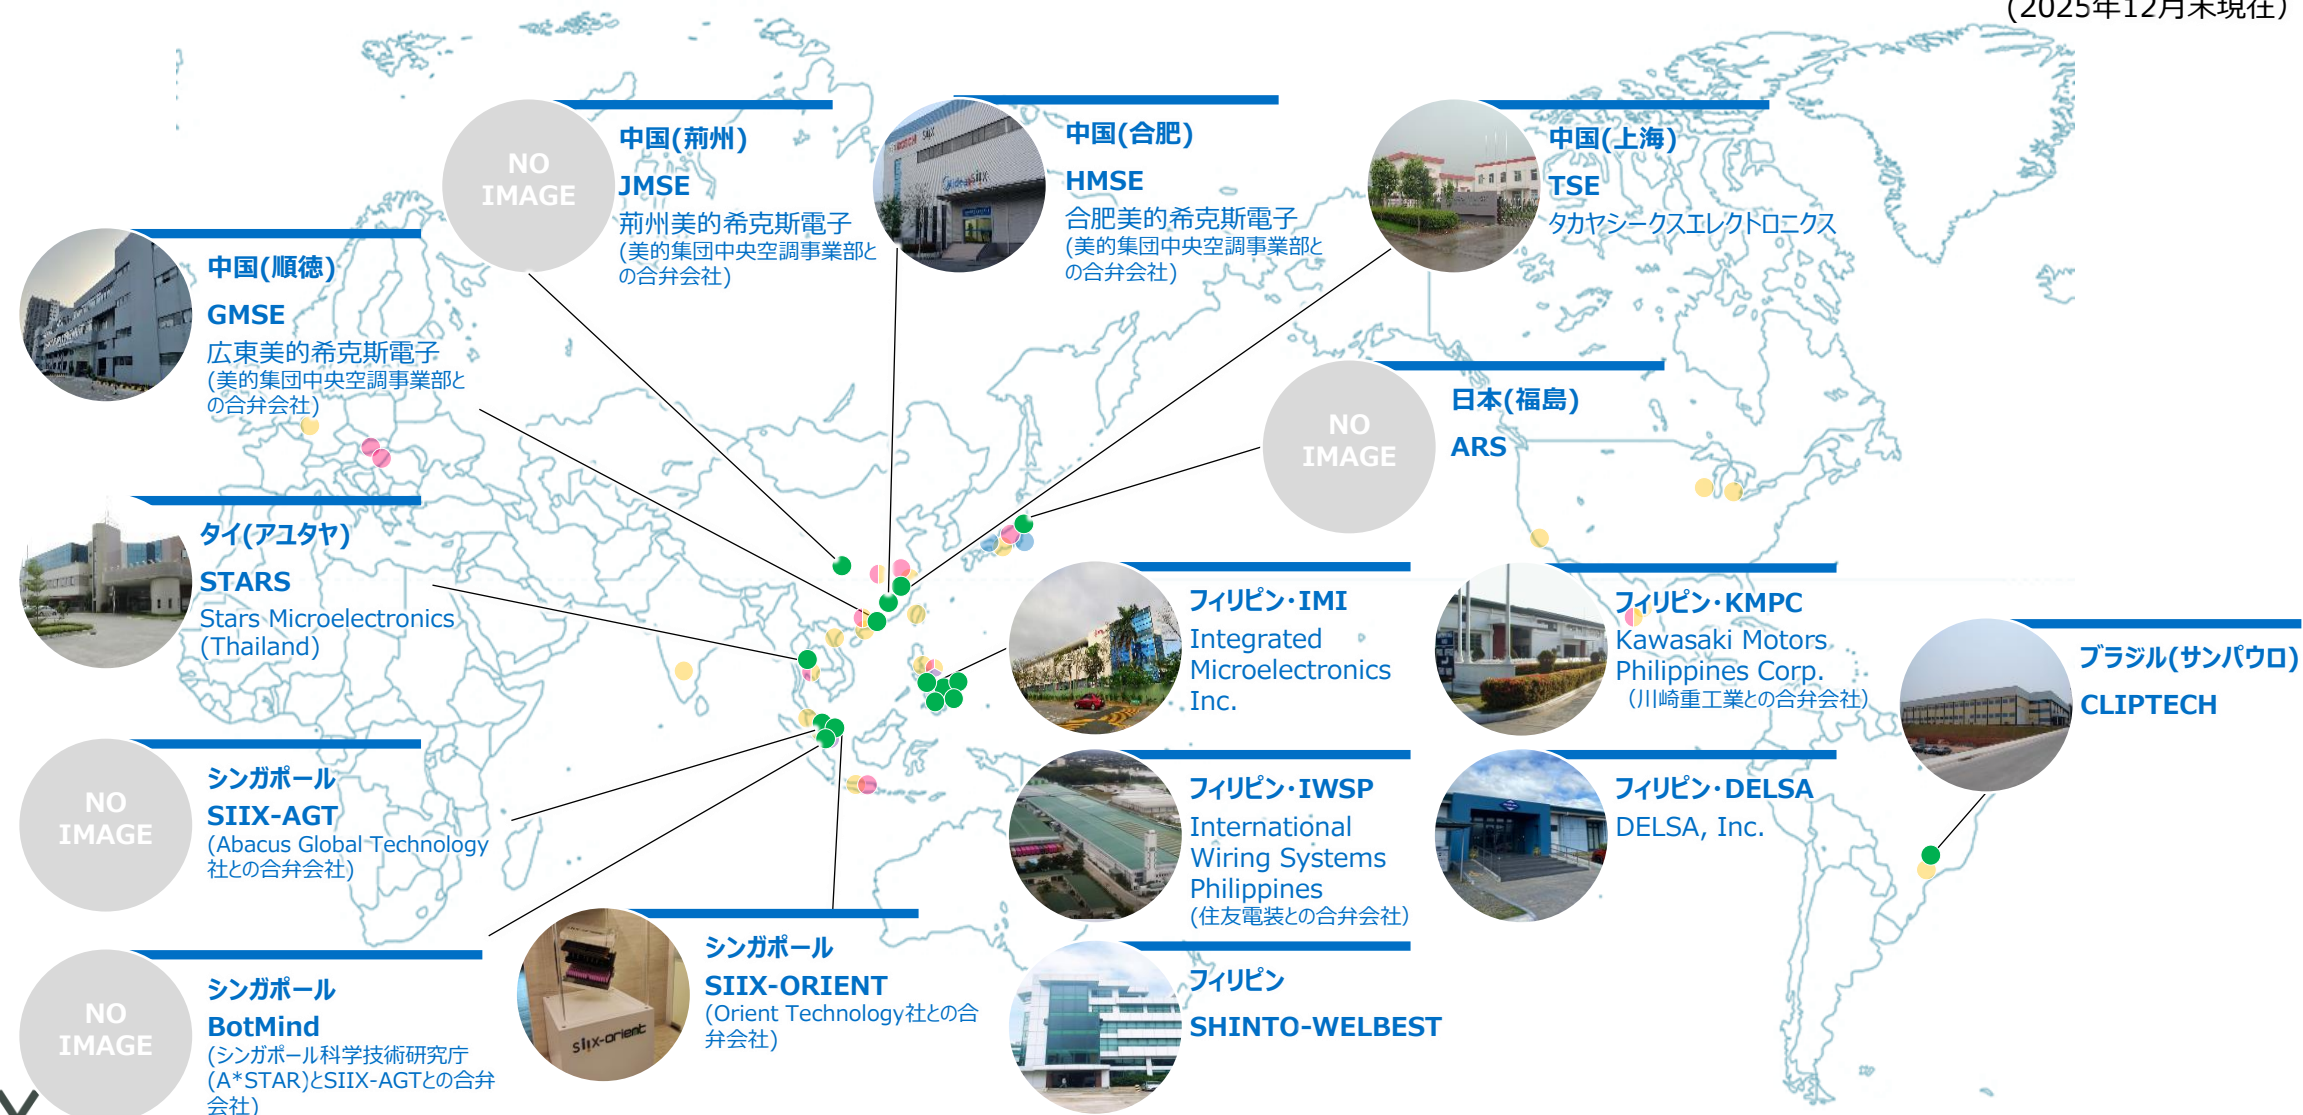 (2025年12月末現在)
中国(荊州)
JMSE
荊州美的希克斯電子
(美的集団中央空調事業部と
の合弁会社)
NO
IMAGE
中国(合肥)
HMSE
合肥美的希克斯電子
(美的集団中央空調事業部と
の合弁会社)
中国(上海)
TSE
タカヤシークスエレクトロニクス
中国(順徳)
GMSE
広東美的希克斯電子
(美的集団中央空調事業部と
の合弁会社)
日本(福島)
ARS
NO
IMAGE
タイ(アユタヤ)
STARS
Stars Microelectronics
(Thailand)
フィリピン・IMI
Integrated
Microelectronics
Inc.
フィリピン・KMPC
Kawasaki Motors
Philippines Corp.
(川崎重工業との合弁会社)
ブラジル(サンパウロ)
CLIPTECH
シンガポール
SIIX-AGT
(Abacus Global Technology
社との合弁会社)
NO
IMAGE
フィリピン・IWSP
International
Wiring Systems
Philippines
(住友電装との合弁会社)
フィリピン・DELSA
DELSA, Inc.
シンガポール
BotMind
(シンガポール科学技術研究庁
(A*STAR)とSIIX-AGTとの合弁
会社)
NO
IMAGE
シンガポール
SIIX-ORIENT
(Orient Technology社との合
弁会社)
siix-orient
フィリピン
SHINTO-WELBEST